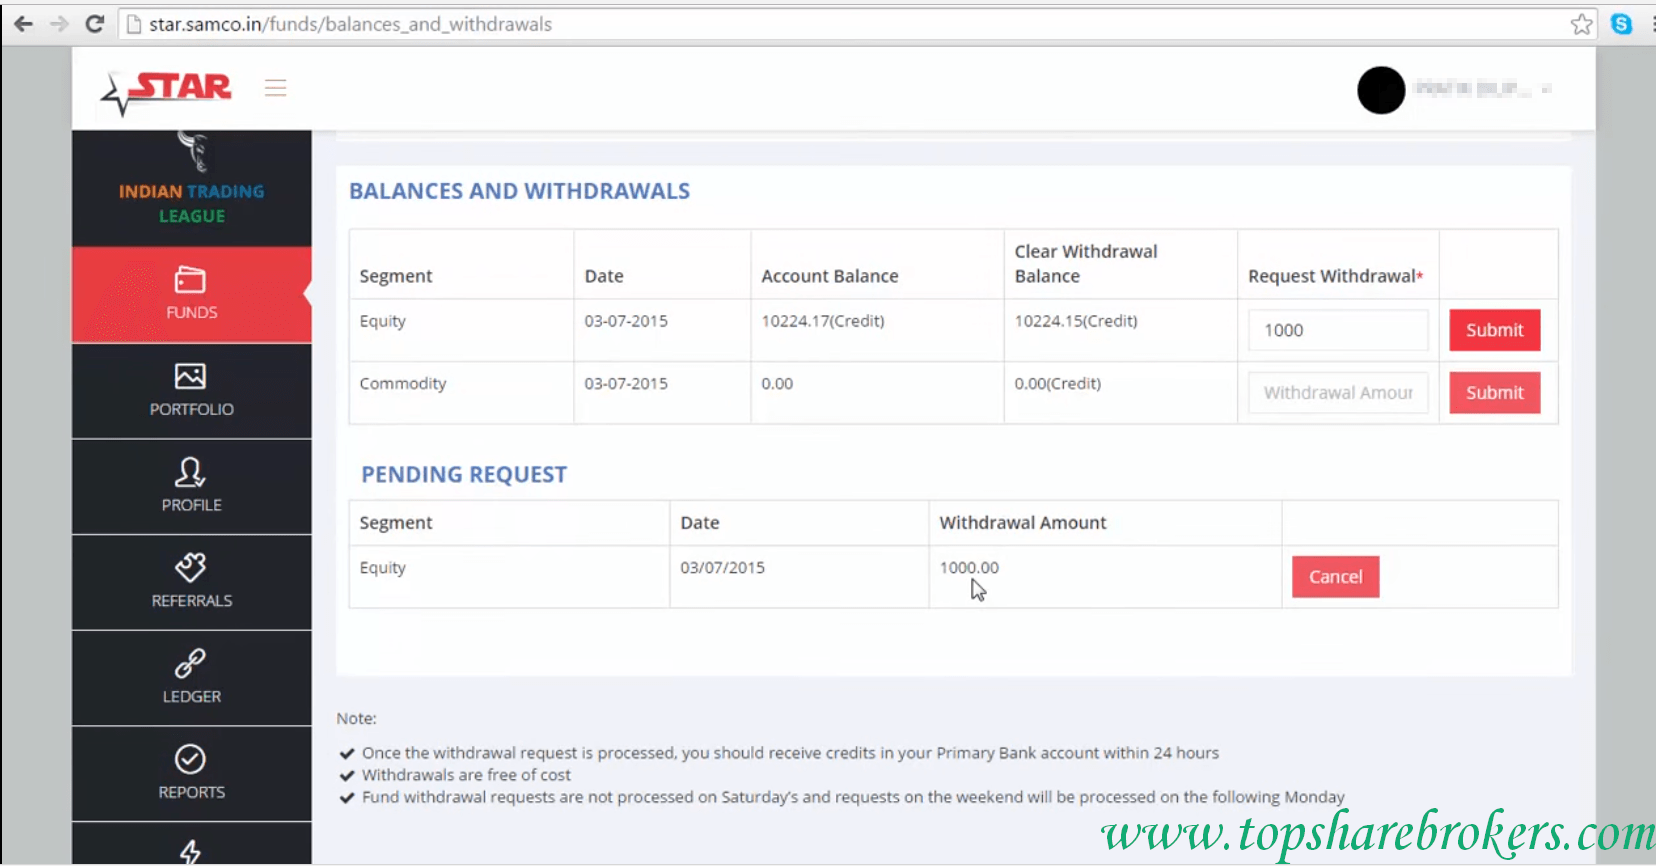 star.samco.in/funds/balances_and_withdrawals
S
STAR
INDIAN TRADING
LEAGUE
FUNDS
PORTFOLIO
PROFILE
REFERRALS
LEDGER
REPORTS
BALANCES AND WITHDRAWALS
Segment Date Account Balance Clear Withdrawal Balance Request Withdrawal*
Equity 03-07-2015 10224.17(Credit) 10224.15(Credit) 1000 Submit
Commodity 03-07-2015 0.00 0.00(Credit) Withdrawal Amour Submit
PENDING REQUEST
Segment Date Withdrawal Amount
Equity 03/07/2015 1000.00 Cancel
Note:
Once the withdrawal request is processed, you should receive credits in your Primary Bank account within 24 hours
Withdrawals are free of cost
Fund withdrawal requests are not processed on Saturday's and requests on the weekend will be processed on the following Monday
www.topsharebrokers.com